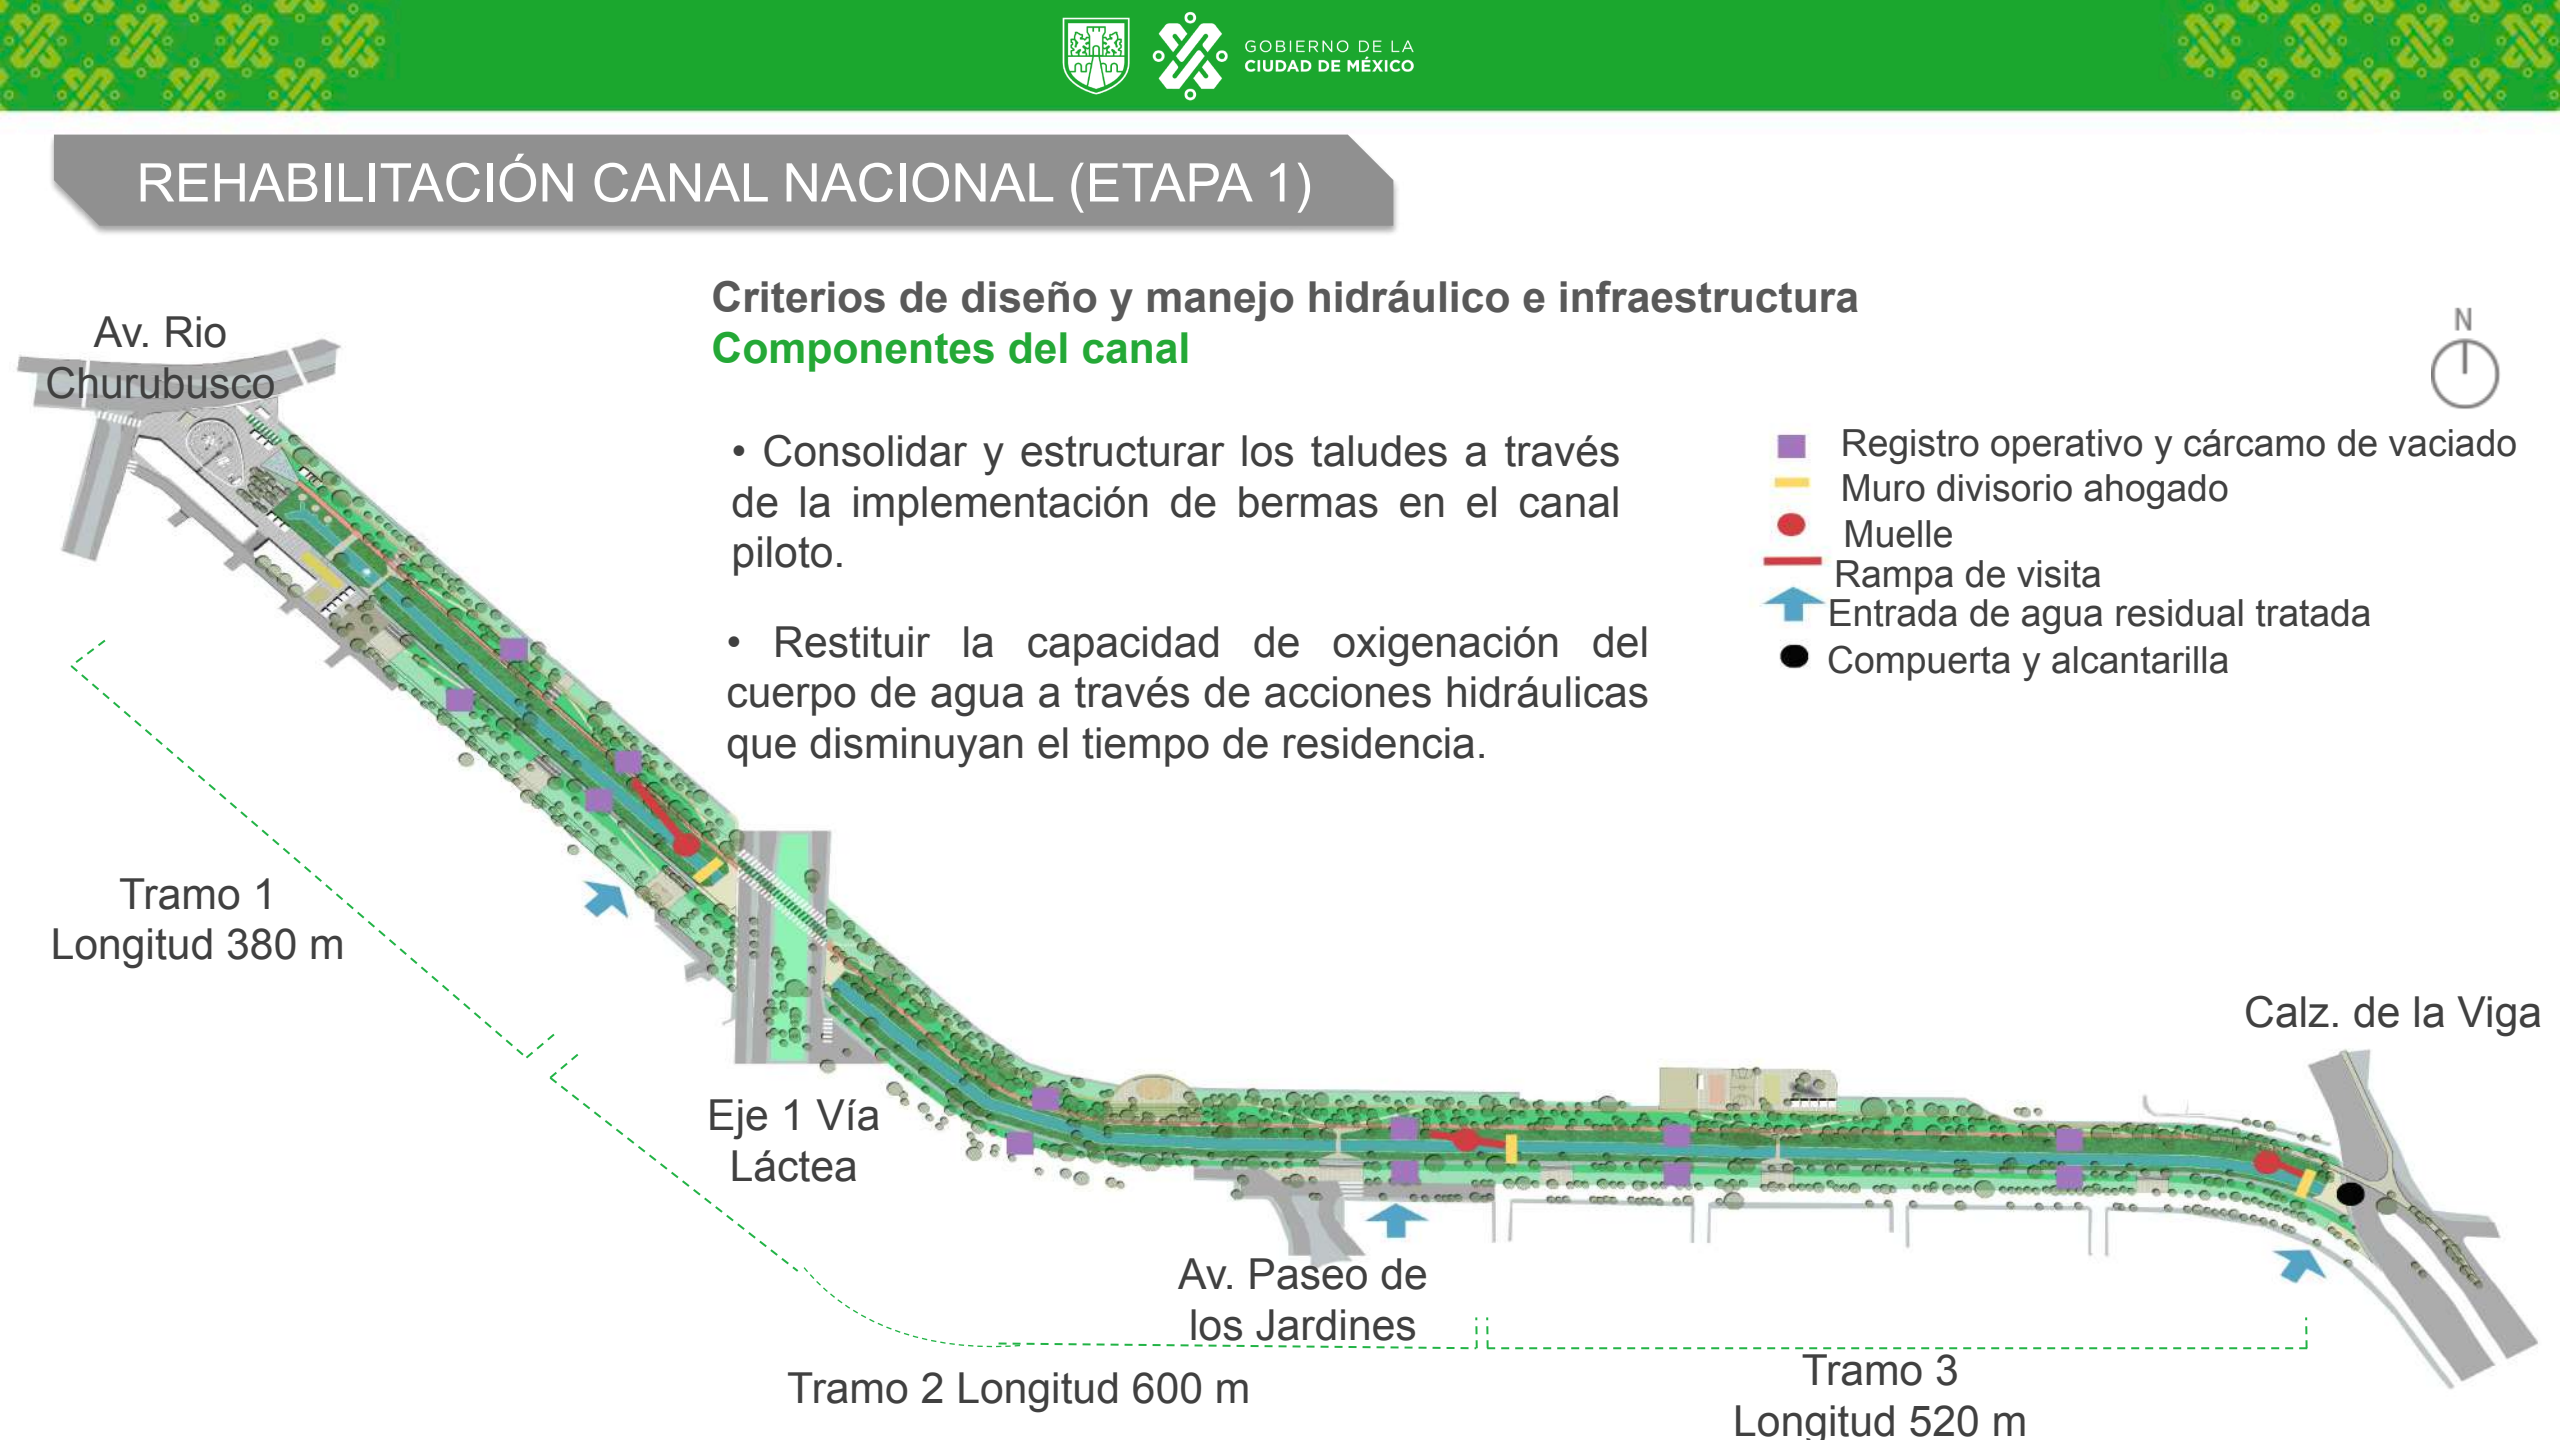 GOBIERNO DE LA
CIUDAD DE MÉXICO
REHABILITACIÓN CANAL NACIONAL (ETAPA 1)
Criterios de diseño y manejo hidráulico e infraestructura
Componentes del canal
Av. Rio
Churubusco
N
• Consolidar y estructurar los taludes a través
de la implementación de bermas en el canal
piloto.
• Restituir la capacidad de oxigenación del
cuerpo de agua a través de acciones hidráulicas
que disminuyan el tiempo de residencia.
Registro operativo y cárcamo de vaciado
Muro divisorio ahogado
Muelle
Rampa de visita
Entrada de agua residual tratada
Compuerta y alcantarilla
Tramo 1
Longitud 380 m
Calz. de la Viga
Eje 1 Vía
Láctea
Av. Paseo de
los Jardines
Tramo 2 Longitud 600 m
Tramo 3
Longitud 520 m